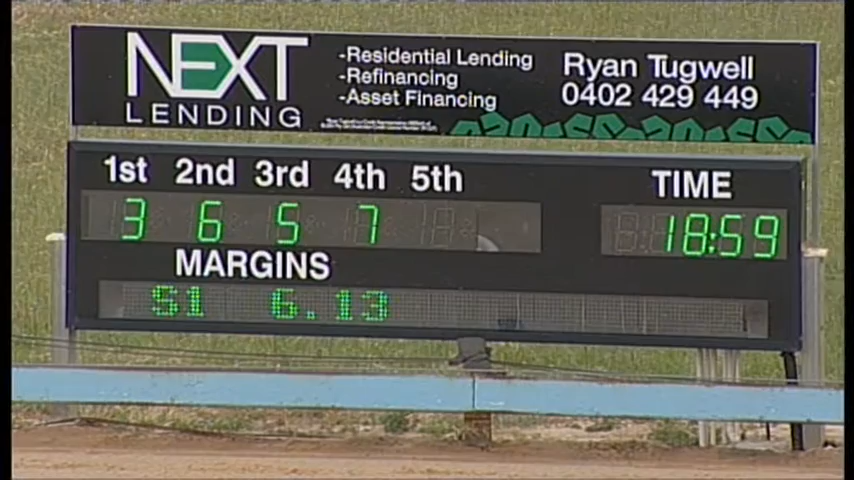 NEXT
LENDING
-Residential Lending
-Refinancing
-Asset Financing
Ryan Tugwell
0402 429 449
1st 2nd 3rd 4th 5th
3 6 5 7
TIME
18:59
MARGINS
S1 6.13